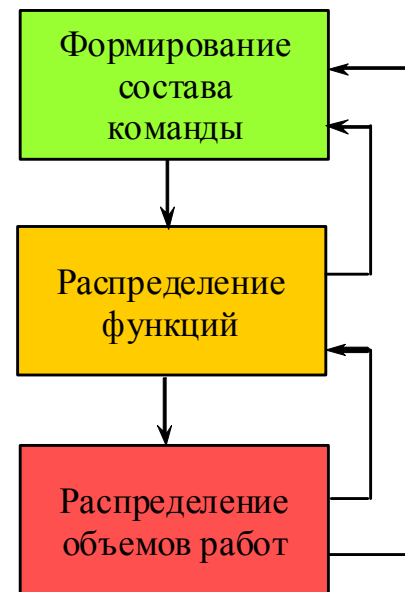 Формирование
состава
команды
Распределение
функций
Распределение
объемов работ